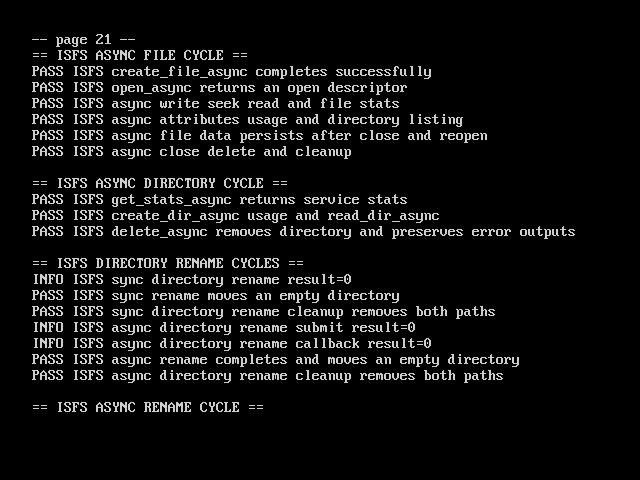 -- page 21 --
== ISFS ASYNC FILE CYCLE ==
PASS ISFS create_file_async completes successfully
PASS ISFS open_async returns an open descriptor
PASS ISFS async write seek read and file stats
PASS ISFS async attributes usage and directory listing
PASS ISFS async file data persists after close and reopen
PASS ISFS async close delete and cleanup
== ISFS ASYNC DIRECTORY CYCLE ==
PASS ISFS get_stats_async returns service stats
PASS ISFS create_dir_async usage and read_dir_async
PASS ISFS delete_async removes directory and preserves error outputs
== ISFS DIRECTORY RENAME CYCLES ==
INFO ISFS sync directory rename result=0
PASS ISFS sync rename moves an empty directory
PASS ISFS sync directory rename cleanup removes both paths
INFO ISFS async directory rename submit result=0
INFO ISFS async directory rename callback result=0
PASS ISFS async rename completes and moves an empty directory
PASS ISFS async directory rename cleanup removes both paths
== ISFS ASYNC RENAME CYCLE ==